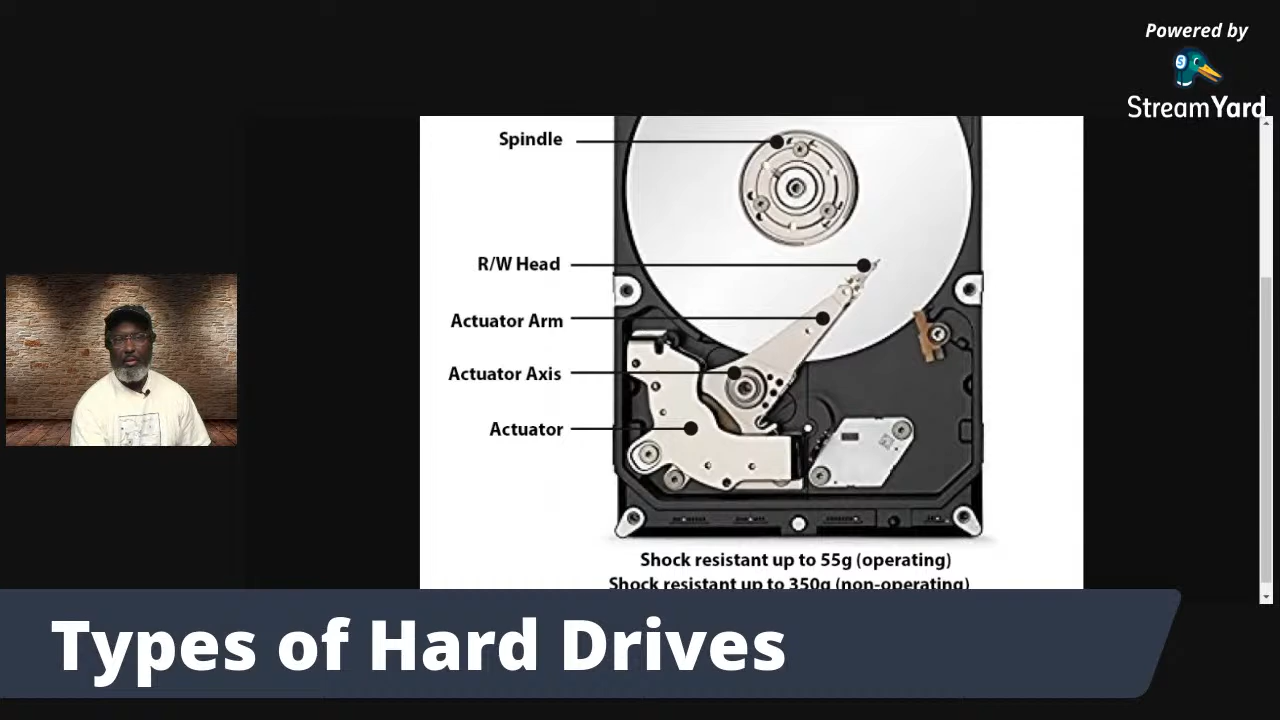 Powered by
StreamYard
Spindle
R/W Head
Actuator Arm
Actuator Axis
Actuator
Shock resistant up to 55g (operating)
Shock resistant up to 350g (non-operating)
Types of Hard Drives